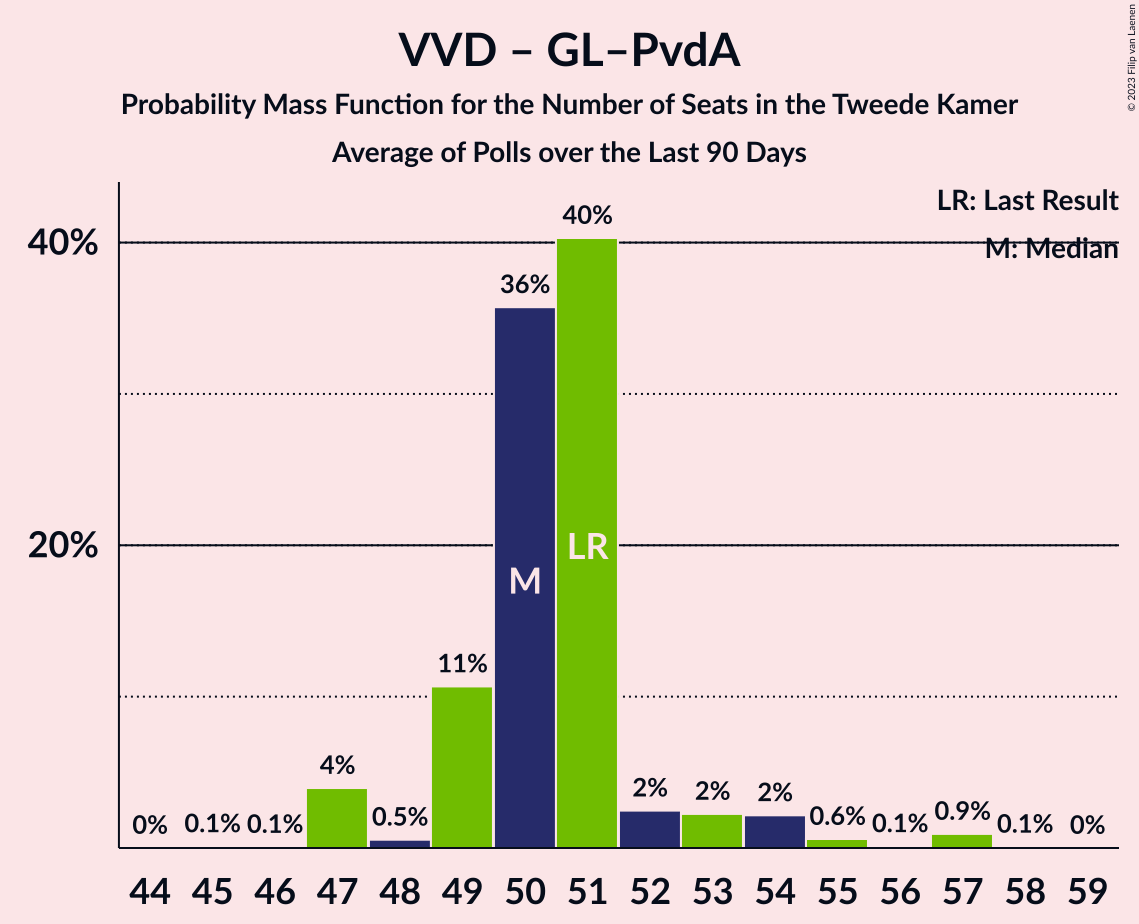 VVD – GL–PvdA
Probability Mass Function for the Number of Seats in the Tweede Kamer
Average of Polls over the Last 90 Days
© 2023 Filip van Laenen
LR: Last Result
M: Median
40%
20%
0%
0.1%
0.1%
4%
0.5%
11%
36%
40%
2%
2%
2%
0.6%
0.1%
0.9%
0.1%
0%
M
LR
44 45 46 47 48 49 50 51 52 53 54 55 56 57 58 59